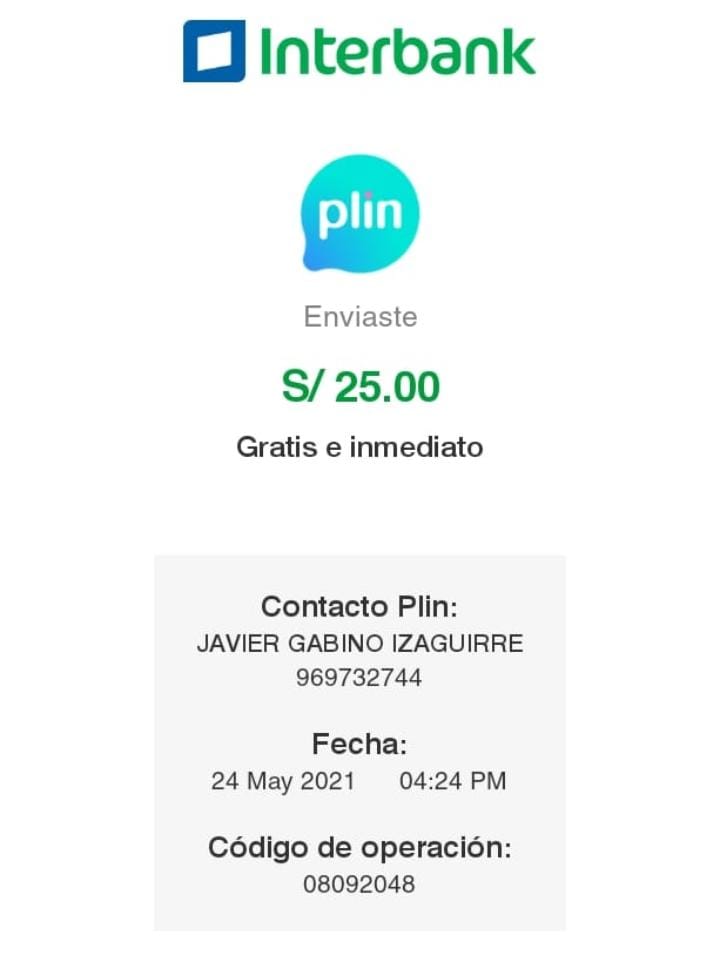 Interbank
plin
Enviaste
S/ 25.00
Gratis e inmediato
Contacto Plin:
JAVIER GABINO IZAGUIRRE
969732744
Fecha:
24 May 2021 04:24 PM
Código de operación:
08092048